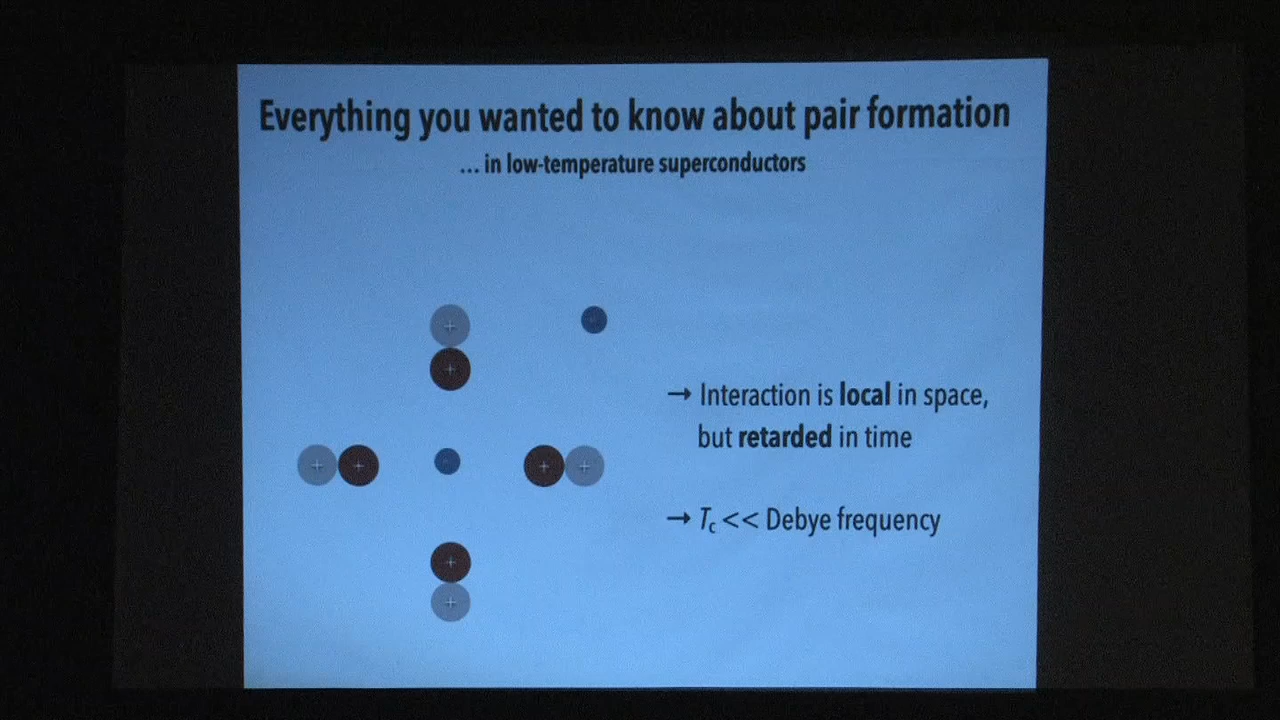 Everything you wanted to know about pair formation
... in low-temperature superconductors
+
+
→ Interaction is local in space,
but retarded in time
+ +
+ +
→ Tc << Debye frequency
+
+